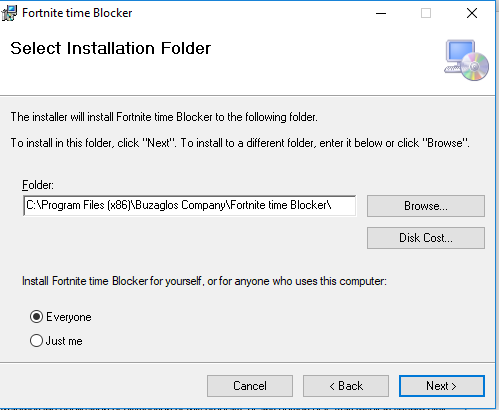 Fortnite time Blocker
Select Installation Folder
The installer will install Fortnite time Blocker to the following folder.
To install in this folder, click "Next". To install to a different folder, enter it below or click "Browse".
Folder:
C:\Program Files (x86)\Buzaglos Company\Fortnite time Blocker\
Browse...
Disk Cost...
Install Fortnite time Blocker for yourself, or for anyone who uses this computer:
Everyone
Just me
Cancel
< Back
Next >